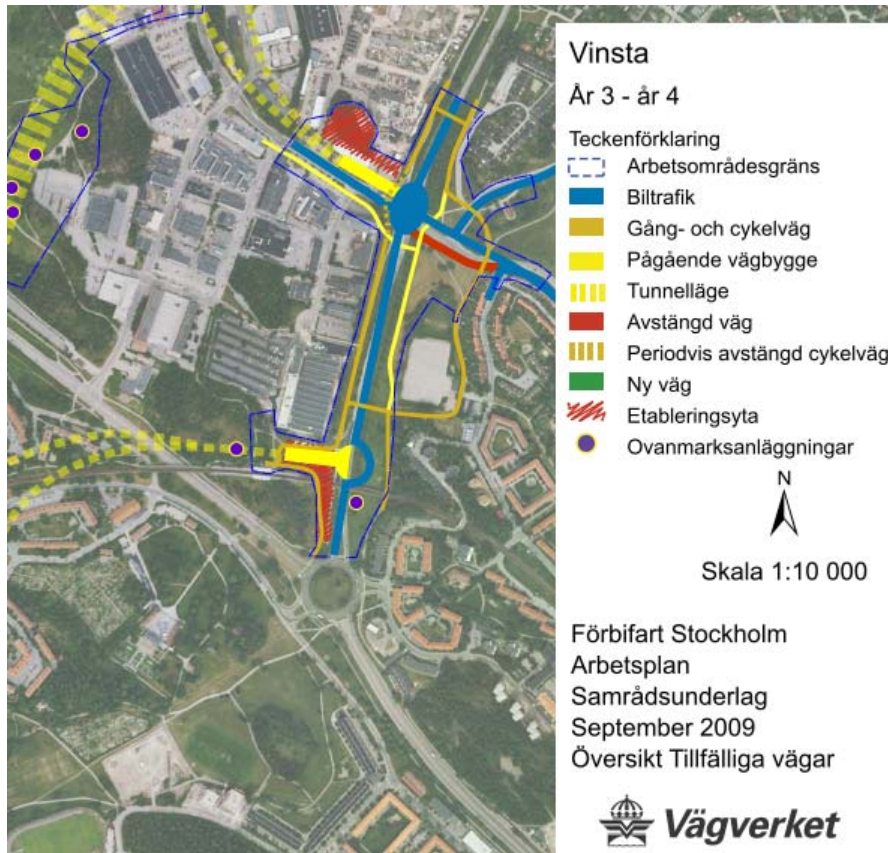 Vinsta
År 3 - år 4
Teckenförklaring
Arbetsområdesgräns
Biltrafik
Gång- och cykelväg
Pågående vägbygge
Tunnelläge
Avstängd väg
Periodvis avstängd cykelväg
Ny väg
Etableringsyta
Ovanmarksanläggningar
N
Skala 1:10 000
Förbifart Stockholm
Arbetsplan
Samrådsunderlag
September 2009
Översikt Tillfälliga vägar
Vägverket